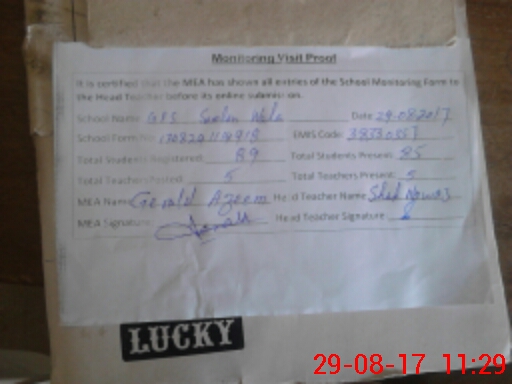 Monitoring Visit Proof
It is certified that the MEA has shown all entries of the School Monitoring Form to
the Head Teacher before its online submission.
School Name GPS Date 29.08.2017
School Form No: EMIS Code:
Total Students Registered: 89 Total Students Present: 85
Total Teachers Posted 5 Total Teachers Present: 5
MEA Name Gerald Azeem Head Teacher Name Shah Nawaz
MEA Signature: Head Teacher Signature
LUCKY
29-08-17 11:29